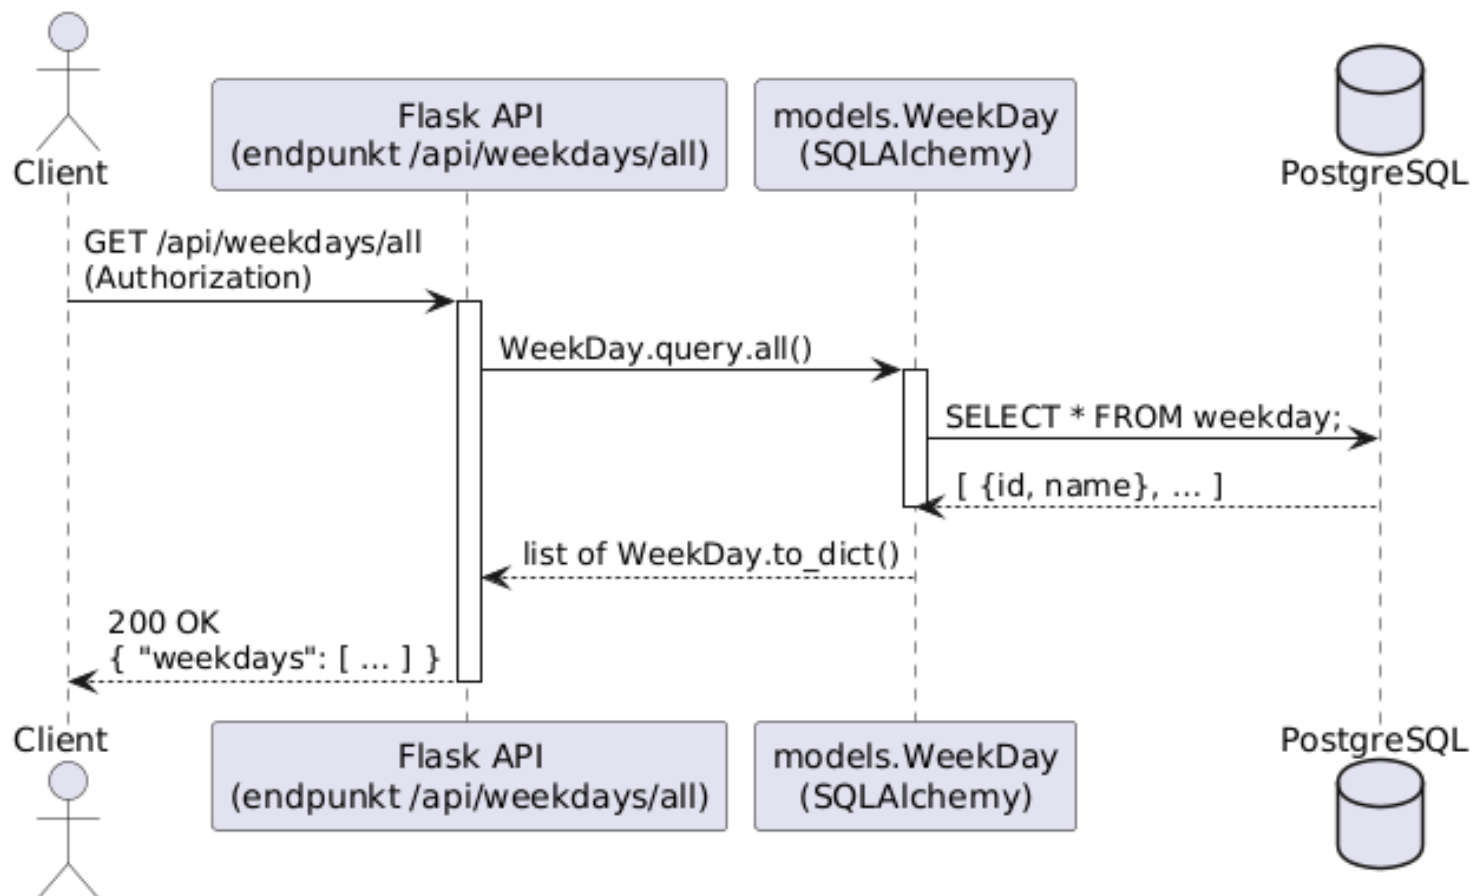 Client
Flask API
(endpunkt /api/weekdays/all)
models.WeekDay
(SQLAlchemy)
PostgreSQL
GET /api/weekdays/all
(Authorization)
WeekDay.query.all()
SELECT * FROM weekday;
[ {id, name}, ... ]
list of WeekDay.to_dict()
200 OK
{ "weekdays": [ ... ] }
Client
Flask API
(endpunkt /api/weekdays/all)
models.WeekDay
(SQLAlchemy)
PostgreSQL